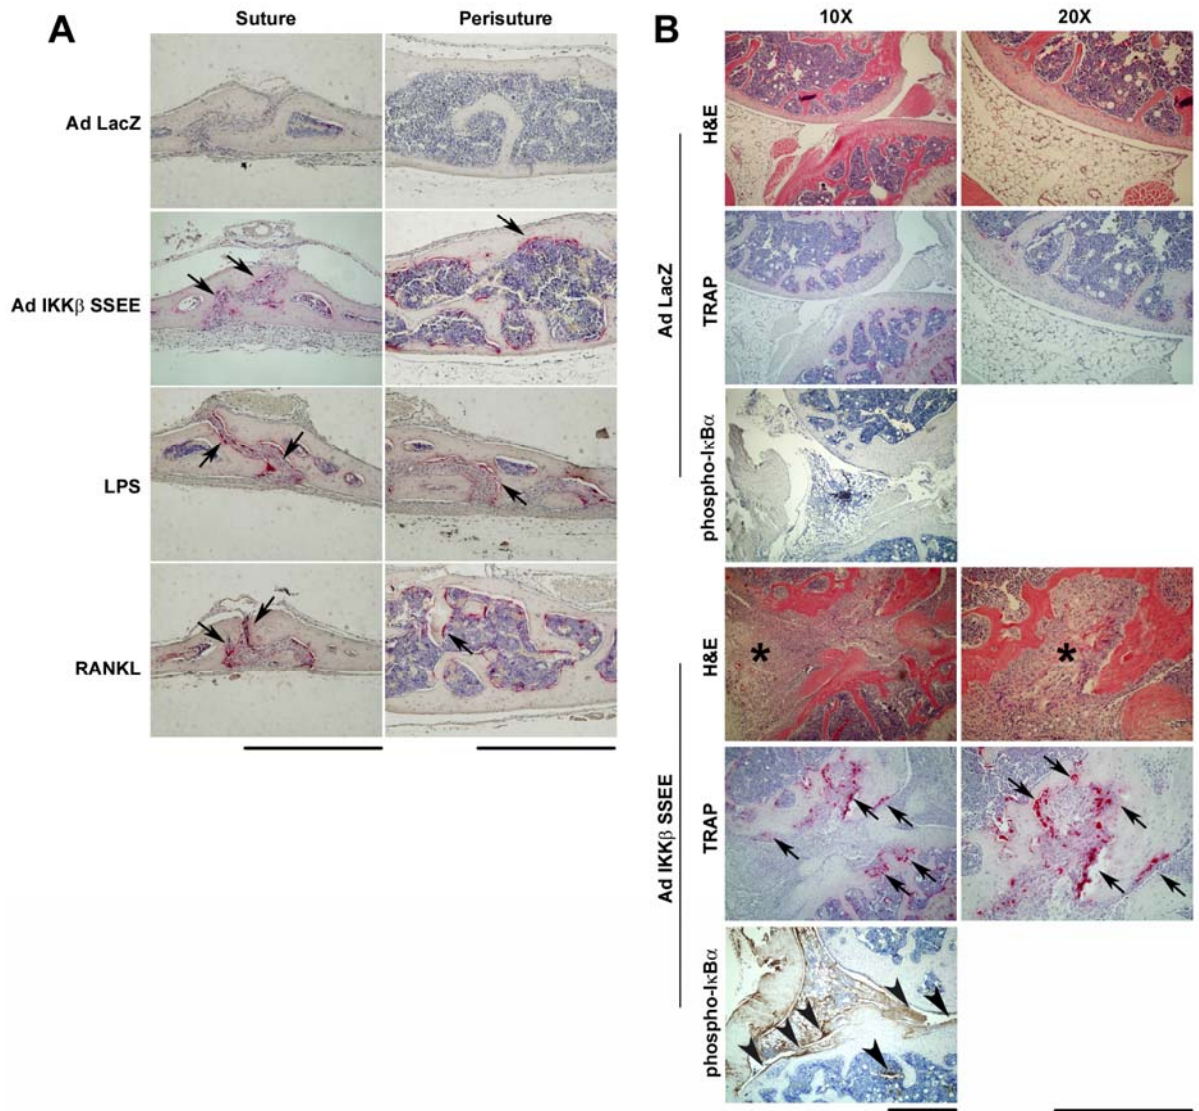 A
Suture
Perisuture
Ad LacZ
Ad IKKβ SSEE
LPS
RANKL
B
10X
20X
Ad LacZ
H&E
TRAP
phospho-IκBα
Ad IKKβ SSEE
H&E
*
*
TRAP
phospho-IκBα